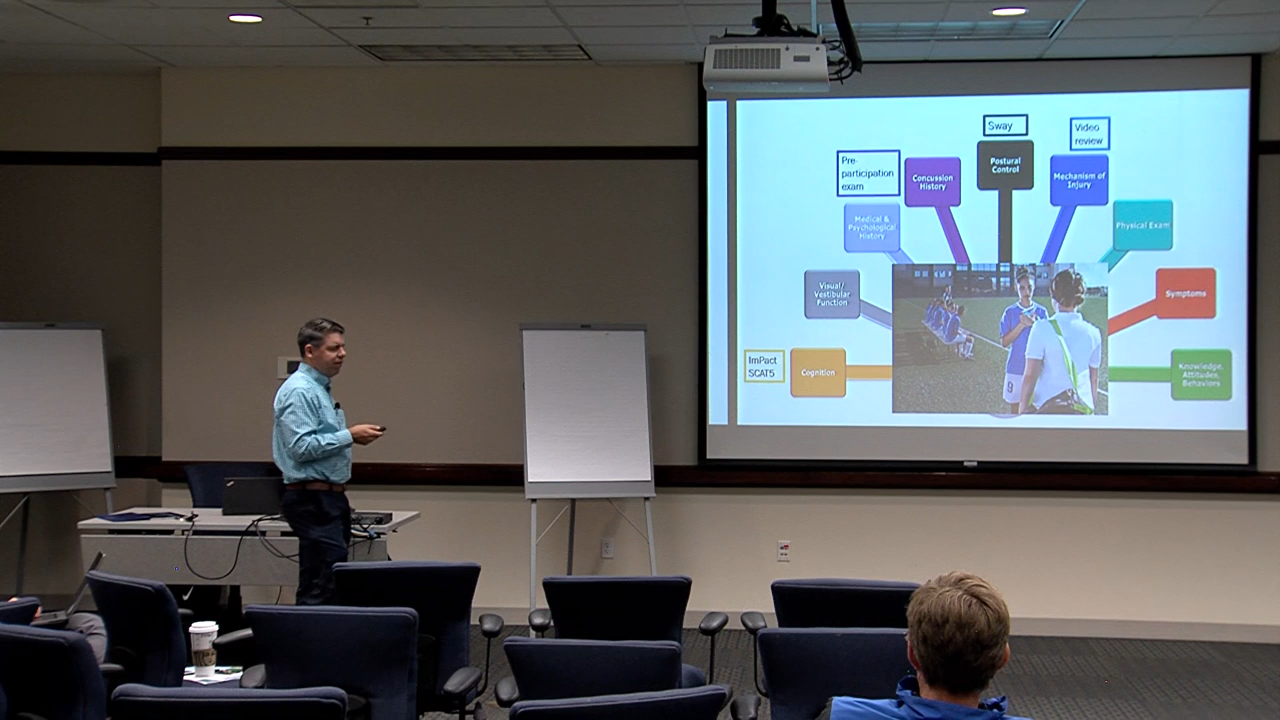 Sway
Video
review
Pre-
participation
exam
Postural
Control
Concussion
History
Mechanism of
Injury
Medical &
Psychological
History
Physical Exam
Visual/
Vestibular
Function
Symptoms
ImPact
SCAT5
Cognition
Knowledge,
Attitudes,
Behaviors